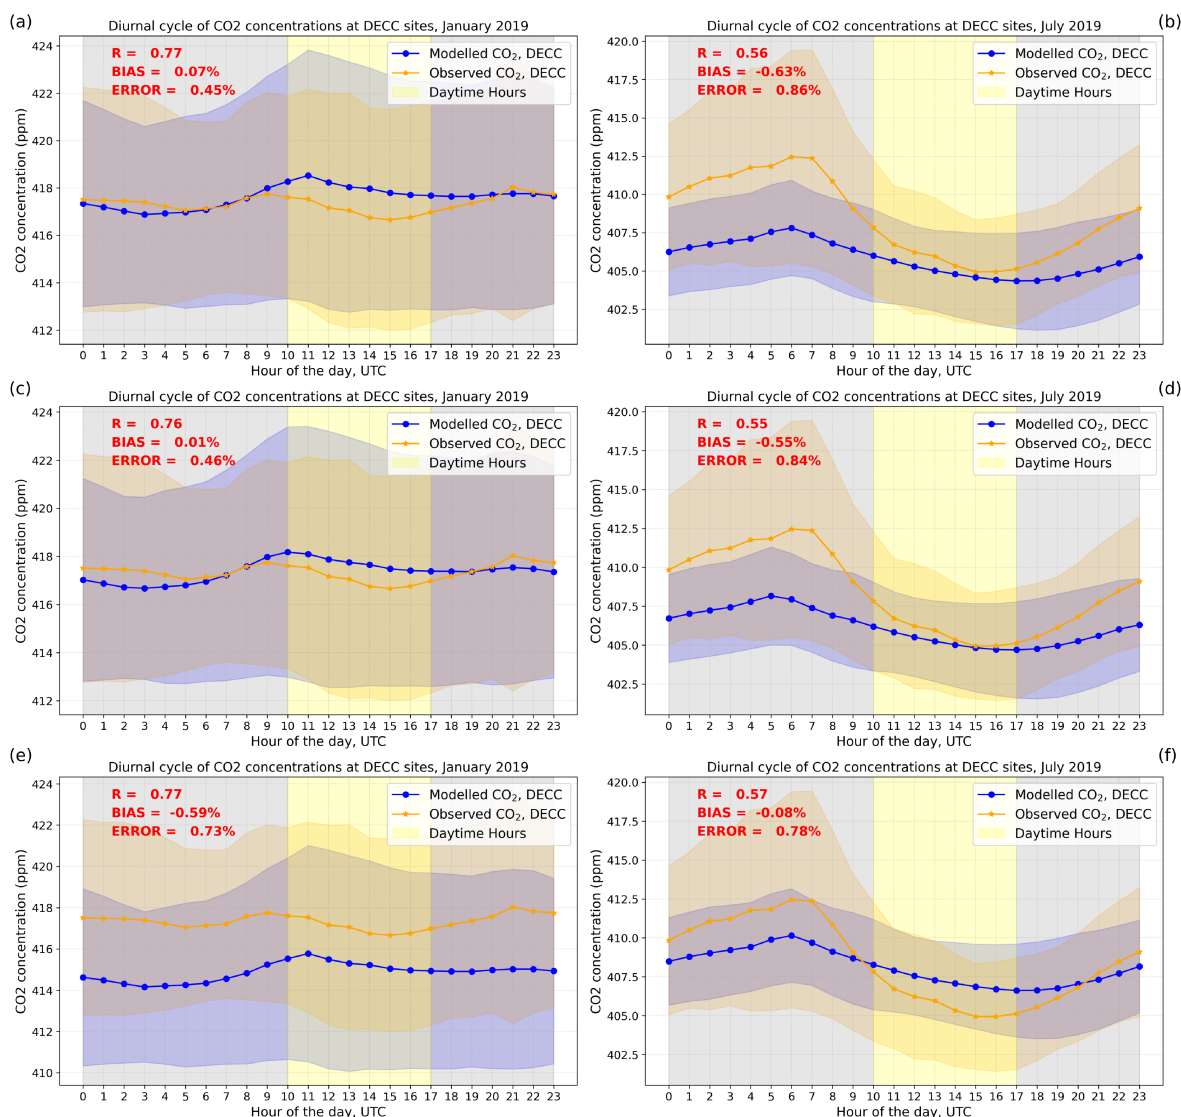 (a)
Diurnal cycle of CO2 concentrations at DECC sites, January 2019
R = 0.77
BIAS = 0.07%
ERROR = 0.45%
Modelled CO₂, DECC
Observed CO₂, DECC
Daytime Hours
CO2 concentration (ppm)
424
422
420
418
416
414
412
0 1 2 3 4 5 6 7 8 9 10 11 12 13 14 15 16 17 18 19 20 21 22 23
Hour of the day, UTC
(b)
Diurnal cycle of CO2 concentrations at DECC sites, July 2019
R = 0.56
BIAS = -0.63%
ERROR = 0.86%
Modelled CO₂, DECC
Observed CO₂, DECC
Daytime Hours
CO2 concentration (ppm)
420.0
417.5
415.0
412.5
410.0
407.5
405.0
402.5
0 1 2 3 4 5 6 7 8 9 10 11 12 13 14 15 16 17 18 19 20 21 22 23
Hour of the day, UTC
(c)
Diurnal cycle of CO2 concentrations at DECC sites, January 2019
R = 0.76
BIAS = 0.01%
ERROR = 0.46%
Modelled CO₂, DECC
Observed CO₂, DECC
Daytime Hours
CO2 concentration (ppm)
424
422
420
418
416
414
412
0 1 2 3 4 5 6 7 8 9 10 11 12 13 14 15 16 17 18 19 20 21 22 23
Hour of the day, UTC
(d)
Diurnal cycle of CO2 concentrations at DECC sites, July 2019
R = 0.55
BIAS = -0.55%
ERROR = 0.84%
Modelled CO₂, DECC
Observed CO₂, DECC
Daytime Hours
CO2 concentration (ppm)
420.0
417.5
415.0
412.5
410.0
407.5
405.0
402.5
0 1 2 3 4 5 6 7 8 9 10 11 12 13 14 15 16 17 18 19 20 21 22 23
Hour of the day, UTC
(e)
Diurnal cycle of CO2 concentrations at DECC sites, January 2019
R = 0.77
BIAS = -0.59%
ERROR = 0.73%
Modelled CO₂, DECC
Observed CO₂, DECC
Daytime Hours
CO2 concentration (ppm)
424
422
420
418
416
414
412
410
0 1 2 3 4 5 6 7 8 9 10 11 12 13 14 15 16 17 18 19 20 21 22 23
Hour of the day, UTC
(f)
Diurnal cycle of CO2 concentrations at DECC sites, July 2019
R = 0.57
BIAS = -0.08%
ERROR = 0.78%
Modelled CO₂, DECC
Observed CO₂, DECC
Daytime Hours
CO2 concentration (ppm)
420.0
417.5
415.0
412.5
410.0
407.5
405.0
402.5
0 1 2 3 4 5 6 7 8 9 10 11 12 13 14 15 16 17 18 19 20 21 22 23
Hour of the day, UTC